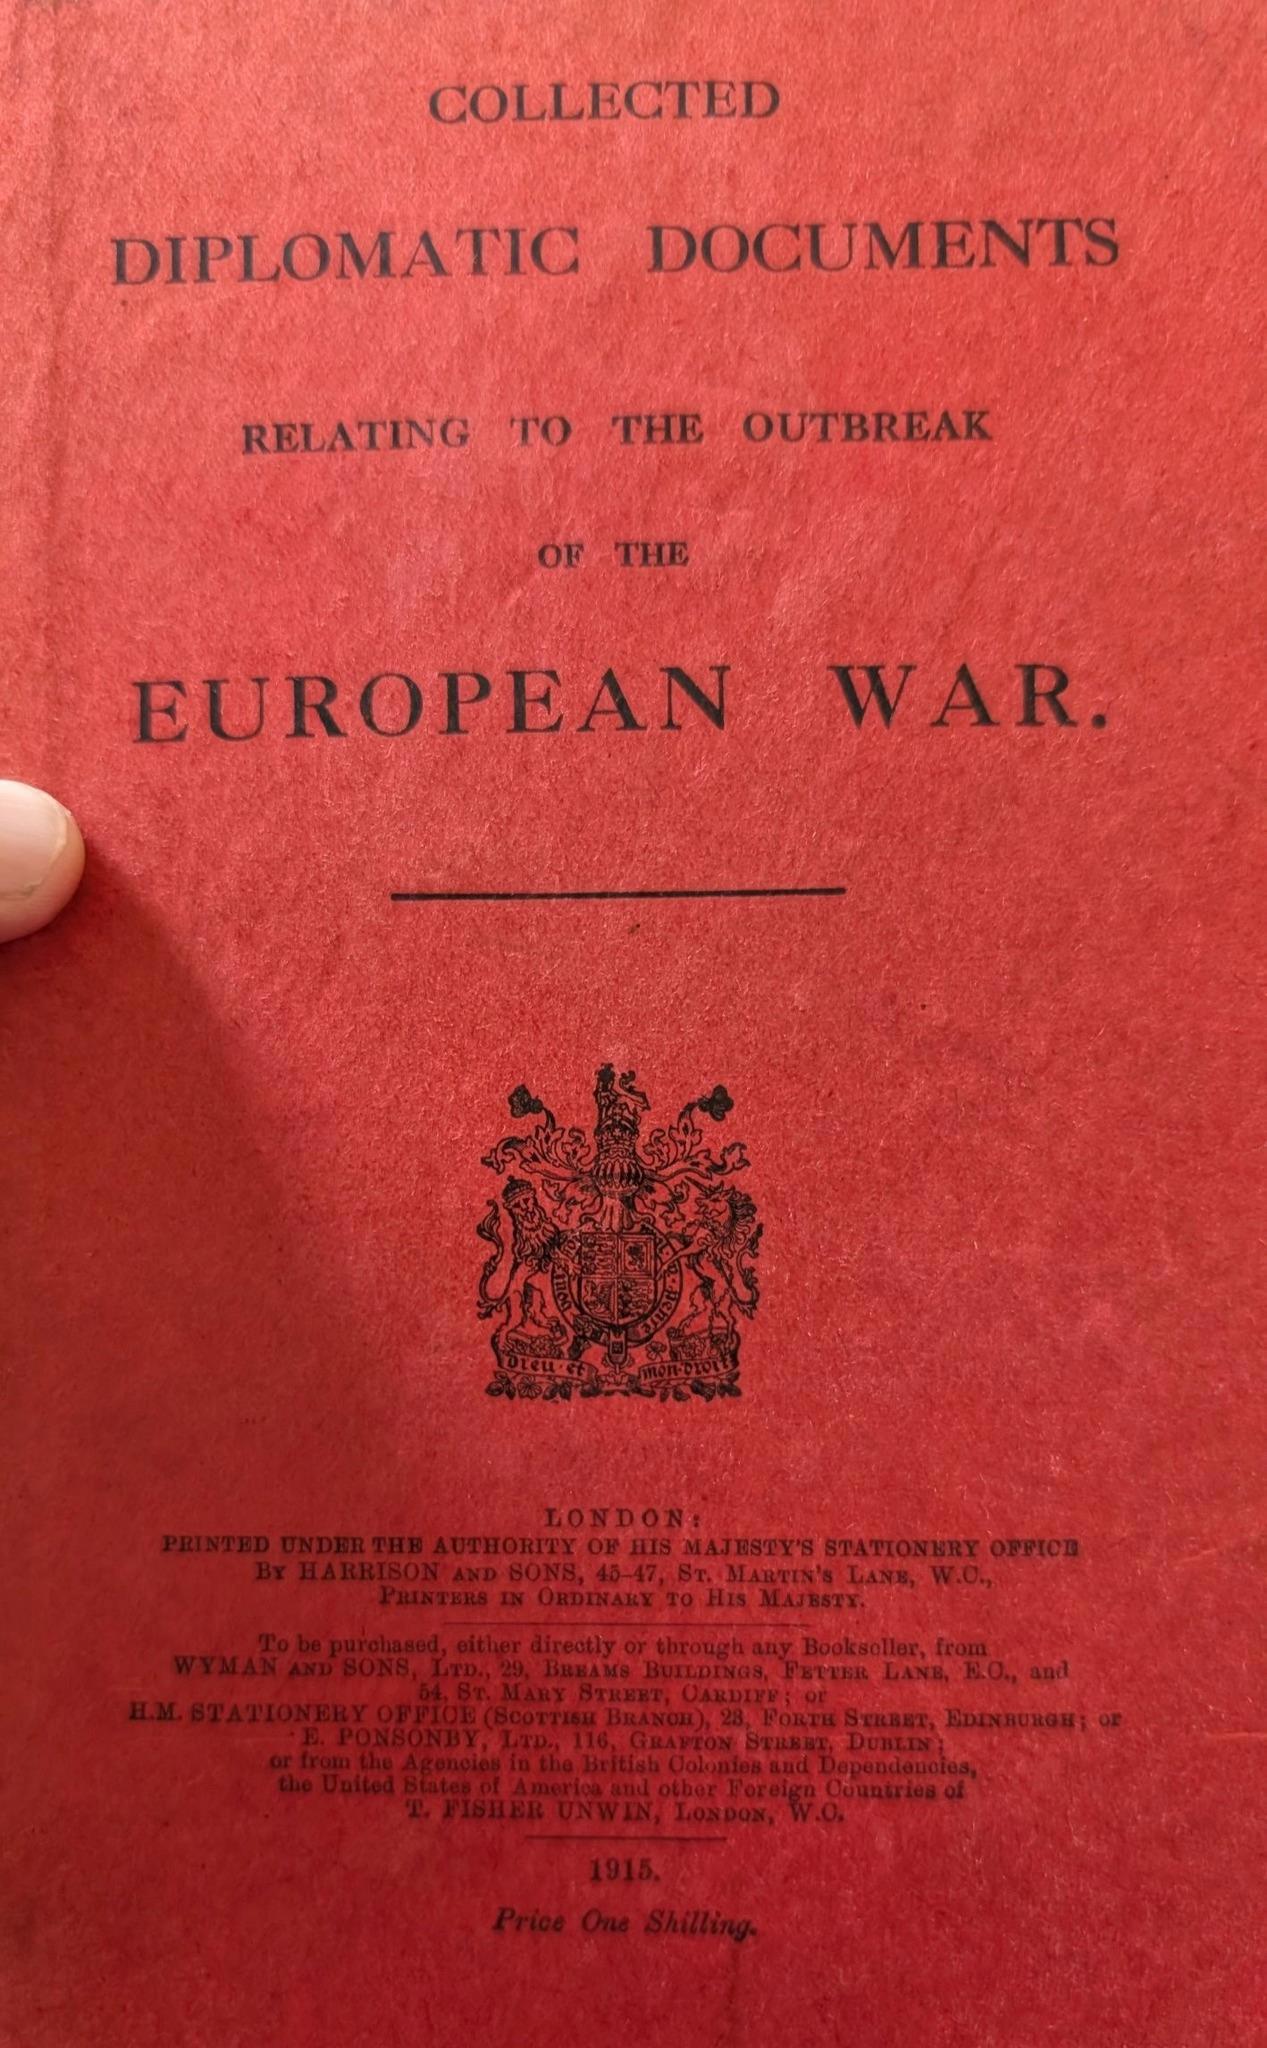 COLLECTED
DIPLOMATIC DOCUMENTS
RELATING TO THE OUTBREAK
OF THE
EUROPEAN WAR.
Dieu et mon droit
LONDON:
PRINTED UNDER THE AUTHORITY OF HIS MAJESTY'S STATIONERY OFFICE
BY HARRISON AND SONS, 45-47, ST. MARTIN'S LANE, W.C.,
PRINTERS IN ORDINARY TO HIS MAJESTY.
To be purchased, either directly or through any Bookseller, from
WYMAN AND SONS, LTD., 29, BREAMS BUILDINGS, FETTER LANE, E.C., and
54, ST. MARY STREET, CARDIFF; or
H.M. STATIONERY OFFICE (SCOTTISH BRANCH), 23, FORTH STREET, EDINBURGH; or
E. PONSONBY, LTD., 116, GRAFTON STREET, DUBLIN;
or from the Agencies in the British Colonies and Dependencies,
the United States of America and other Foreign Countries of
T. FISHER UNWIN, LONDON, W.C.
1915.
Price One Shilling.